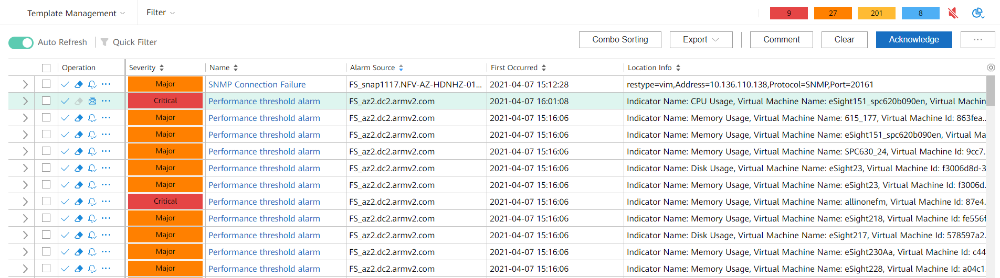 Template Management Filter 9 27 201 8
Auto Refresh Quick Filter Combo Sorting Export Comment Clear Acknowledge ...
Operation Severity Name Alarm Source First Occurred Location Info
Major SNMP Connection Failure FS_snap1117.NFV-AZ-HDNHZ-01... 2021-04-07 15:12:28 restype=vim,Address=10.136.110.138,Protocol=SNMP,Port=20161
Critical Performance threshold alarm FS_az2.dc2.armv2.com 2021-04-07 16:01:08 Indicator Name: CPU Usage, Virtual Machine Name: eSight151_spc620b090en, Virtual Machin
Major Performance threshold alarm FS_az2.dc2.armv2.com 2021-04-07 15:16:06 Indicator Name: Memory Usage, Virtual Machine Name: 615_177, Virtual Machine Id: 863fea...
Major Performance threshold alarm FS_az2.dc2.armv2.com 2021-04-07 15:16:06 Indicator Name: Memory Usage, Virtual Machine Name: eSight151_spc620b090en, Virtual Ma
Major Performance threshold alarm FS_az2.dc2.armv2.com 2021-04-07 15:16:06 Indicator Name: Memory Usage, Virtual Machine Name: SPC630_24, Virtual Machine Id: 9cc7...
Major Performance threshold alarm FS_az2.dc2.armv2.com 2021-04-07 15:16:06 Indicator Name: Disk Usage, Virtual Machine Name: eSight23, Virtual Machine Id: f3006d8d-3
Major Performance threshold alarm FS_az2.dc2.armv2.com 2021-04-07 15:16:06 Indicator Name: Memory Usage, Virtual Machine Name: eSight23, Virtual Machine Id: f3006d...
Critical Performance threshold alarm FS_az2.dc2.armv2.com 2021-04-07 15:16:06 Indicator Name: Memory Usage, Virtual Machine Name: allinonefm, Virtual Machine Id: 87e4...
Major Performance threshold alarm FS_az2.dc2.armv2.com 2021-04-07 15:16:06 Indicator Name: Memory Usage, Virtual Machine Name: eSight218, Virtual Machine Id: fe556f
Major Performance threshold alarm FS_az2.dc2.armv2.com 2021-04-07 15:16:06 Indicator Name: Disk Usage, Virtual Machine Name: eSight217, Virtual Machine Id: 578597a2...
Major Performance threshold alarm FS_az2.dc2.armv2.com 2021-04-07 15:16:06 Indicator Name: Memory Usage, Virtual Machine Name: eSight230Aa, Virtual Machine Id: c44
Major Performance threshold alarm FS_az2.dc2.armv2.com 2021-04-07 15:16:06 Indicator Name: Memory Usage, Virtual Machine Name: eSight228, Virtual Machine Id: a04c1